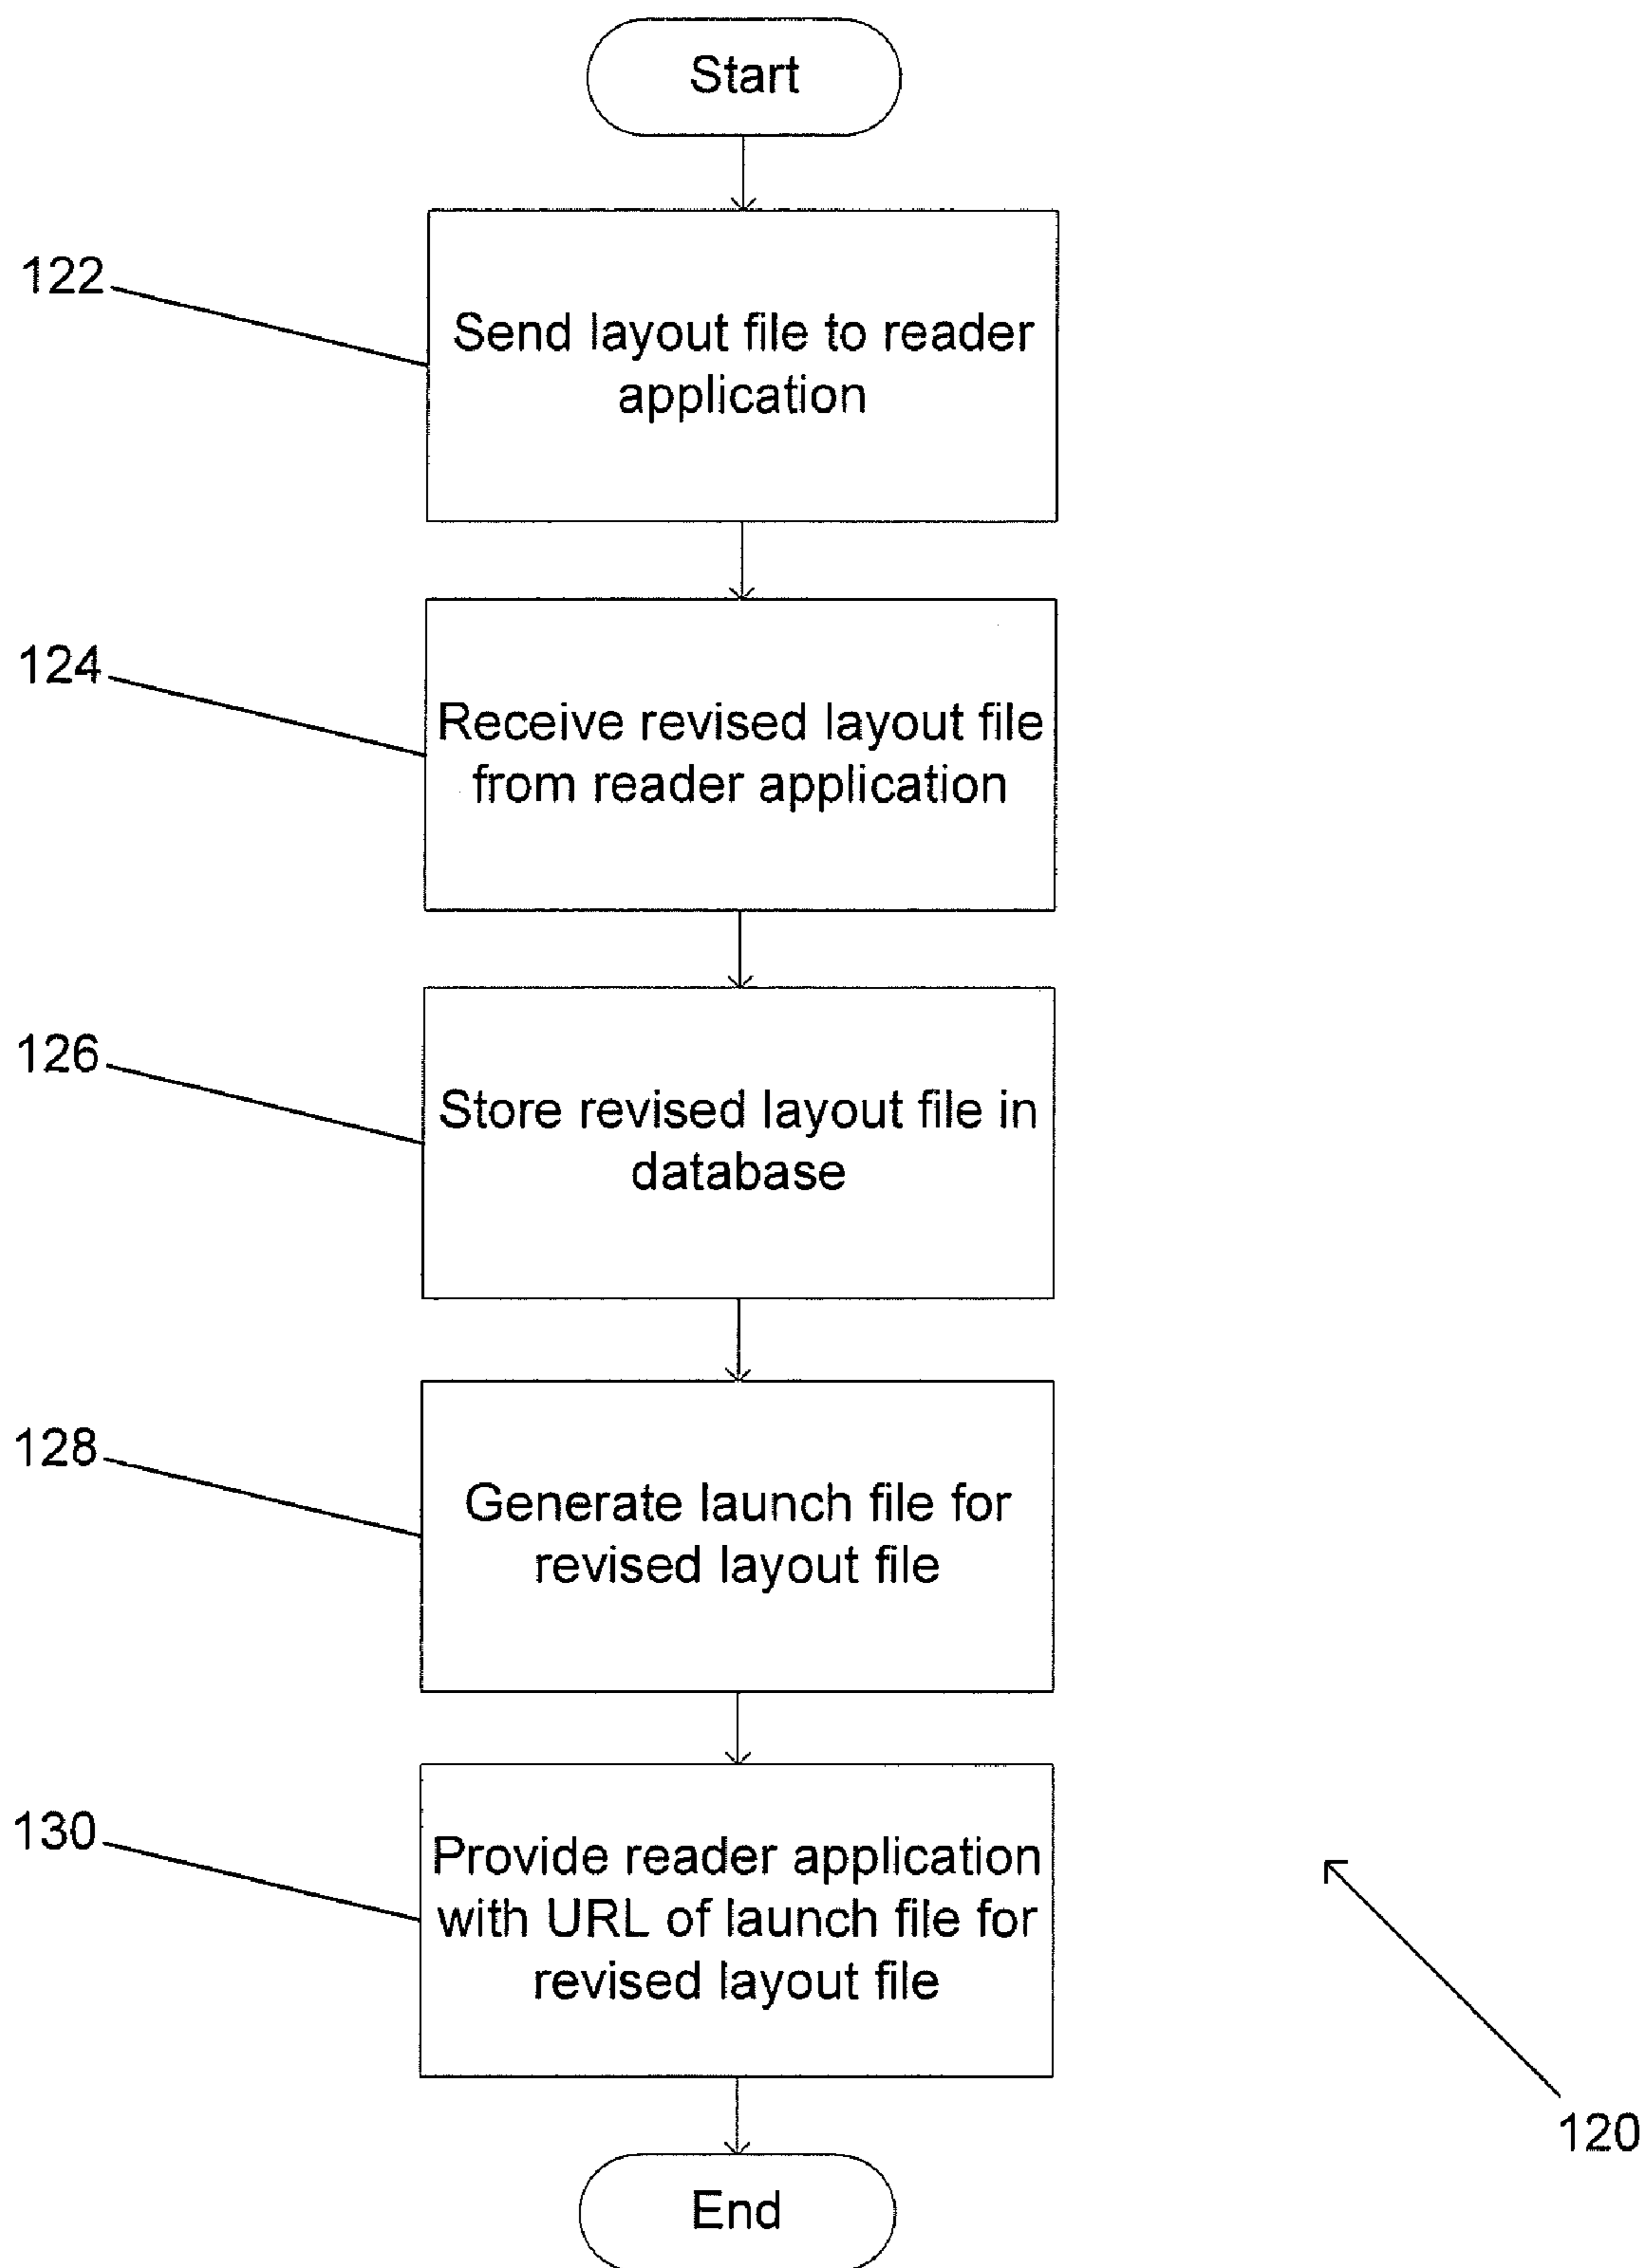 Start
122
Send layout file to reader
application
124
Receive revised layout file
from reader application
126
Store revised layout file in
database
128
Generate launch file for
revised layout file
130
Provide reader application
with URL of launch file for
revised layout file
120
End